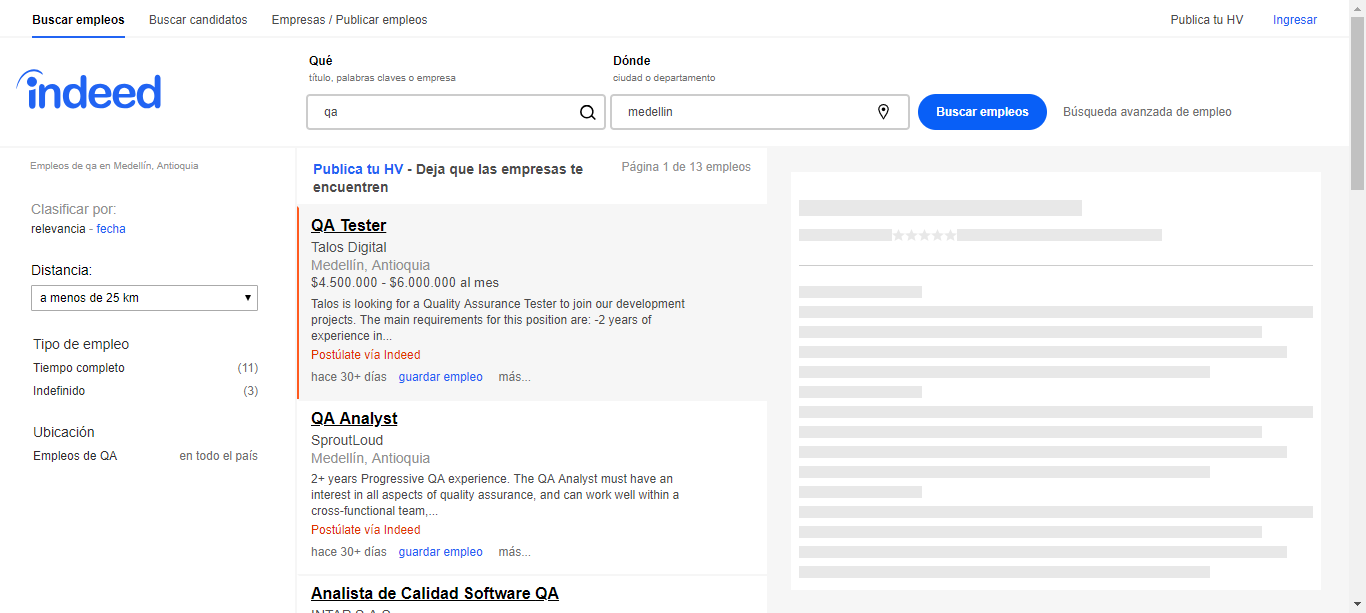 Buscar empleos Buscar candidatos Empresas / Publicar empleos Publica tu HV Ingresar
indeed
Qué
título, palabras claves o empresa
qa
Dónde
ciudad o departamento
medellin
Buscar empleos
Búsqueda avanzada de empleo
Empleos de qa en Medellín, Antioquia
Clasificar por:
relevancia - fecha
Distancia:
a menos de 25 km
Tipo de empleo
Tiempo completo (11)
Indefinido (3)
Ubicación
Empleos de QA en todo el país
Publica tu HV - Deja que las empresas te
encuentren
Página 1 de 13 empleos
QA Tester
Talos Digital
Medellín, Antioquia
$4.500.000 - $6.000.000 al mes
Talos is looking for a Quality Assurance Tester to join our development
projects. The main requirements for this position are: -2 years of
experience in...
Postúlate vía Indeed
hace 30+ días guardar empleo más...
QA Analyst
SproutLoud
Medellín, Antioquia
2+ years Progressive QA experience. The QA Analyst must have an
interest in all aspects of quality assurance, and can work well within a
cross-functional team,...
Postúlate vía Indeed
hace 30+ días guardar empleo más...
Analista de Calidad Software QA